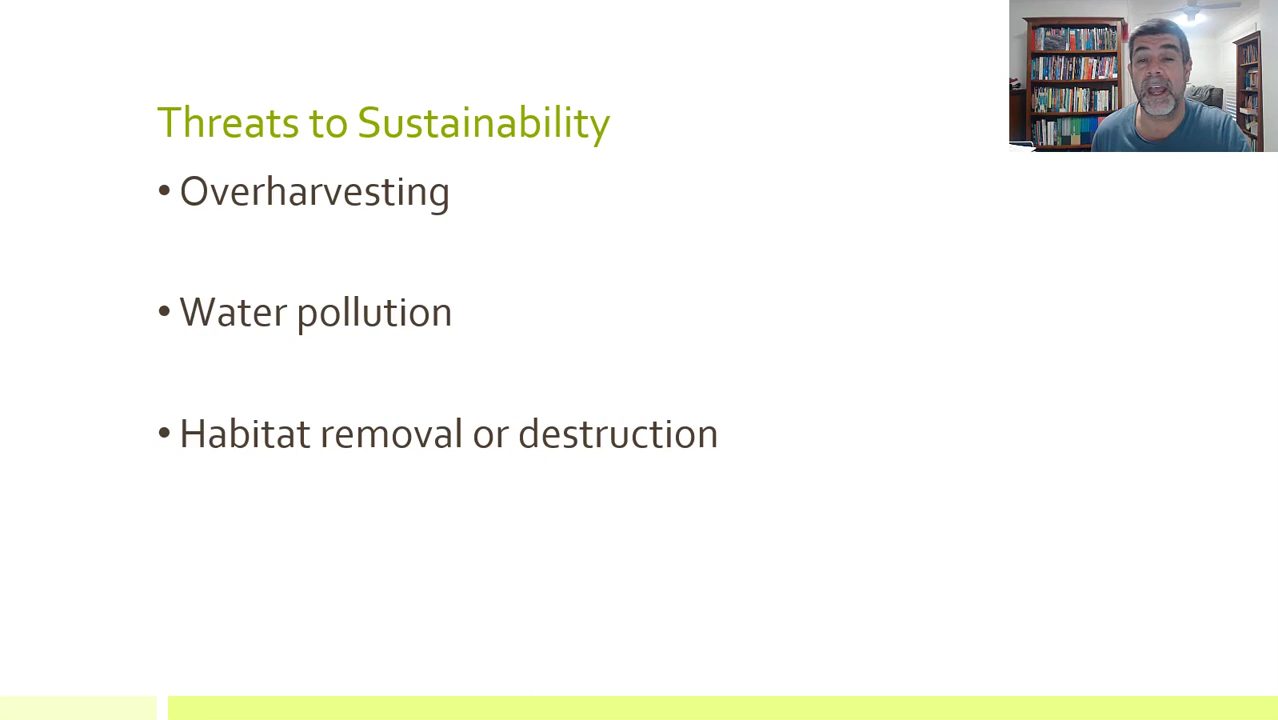 Threats to Sustainability
• Overharvesting
• Water pollution
• Habitat removal or destruction